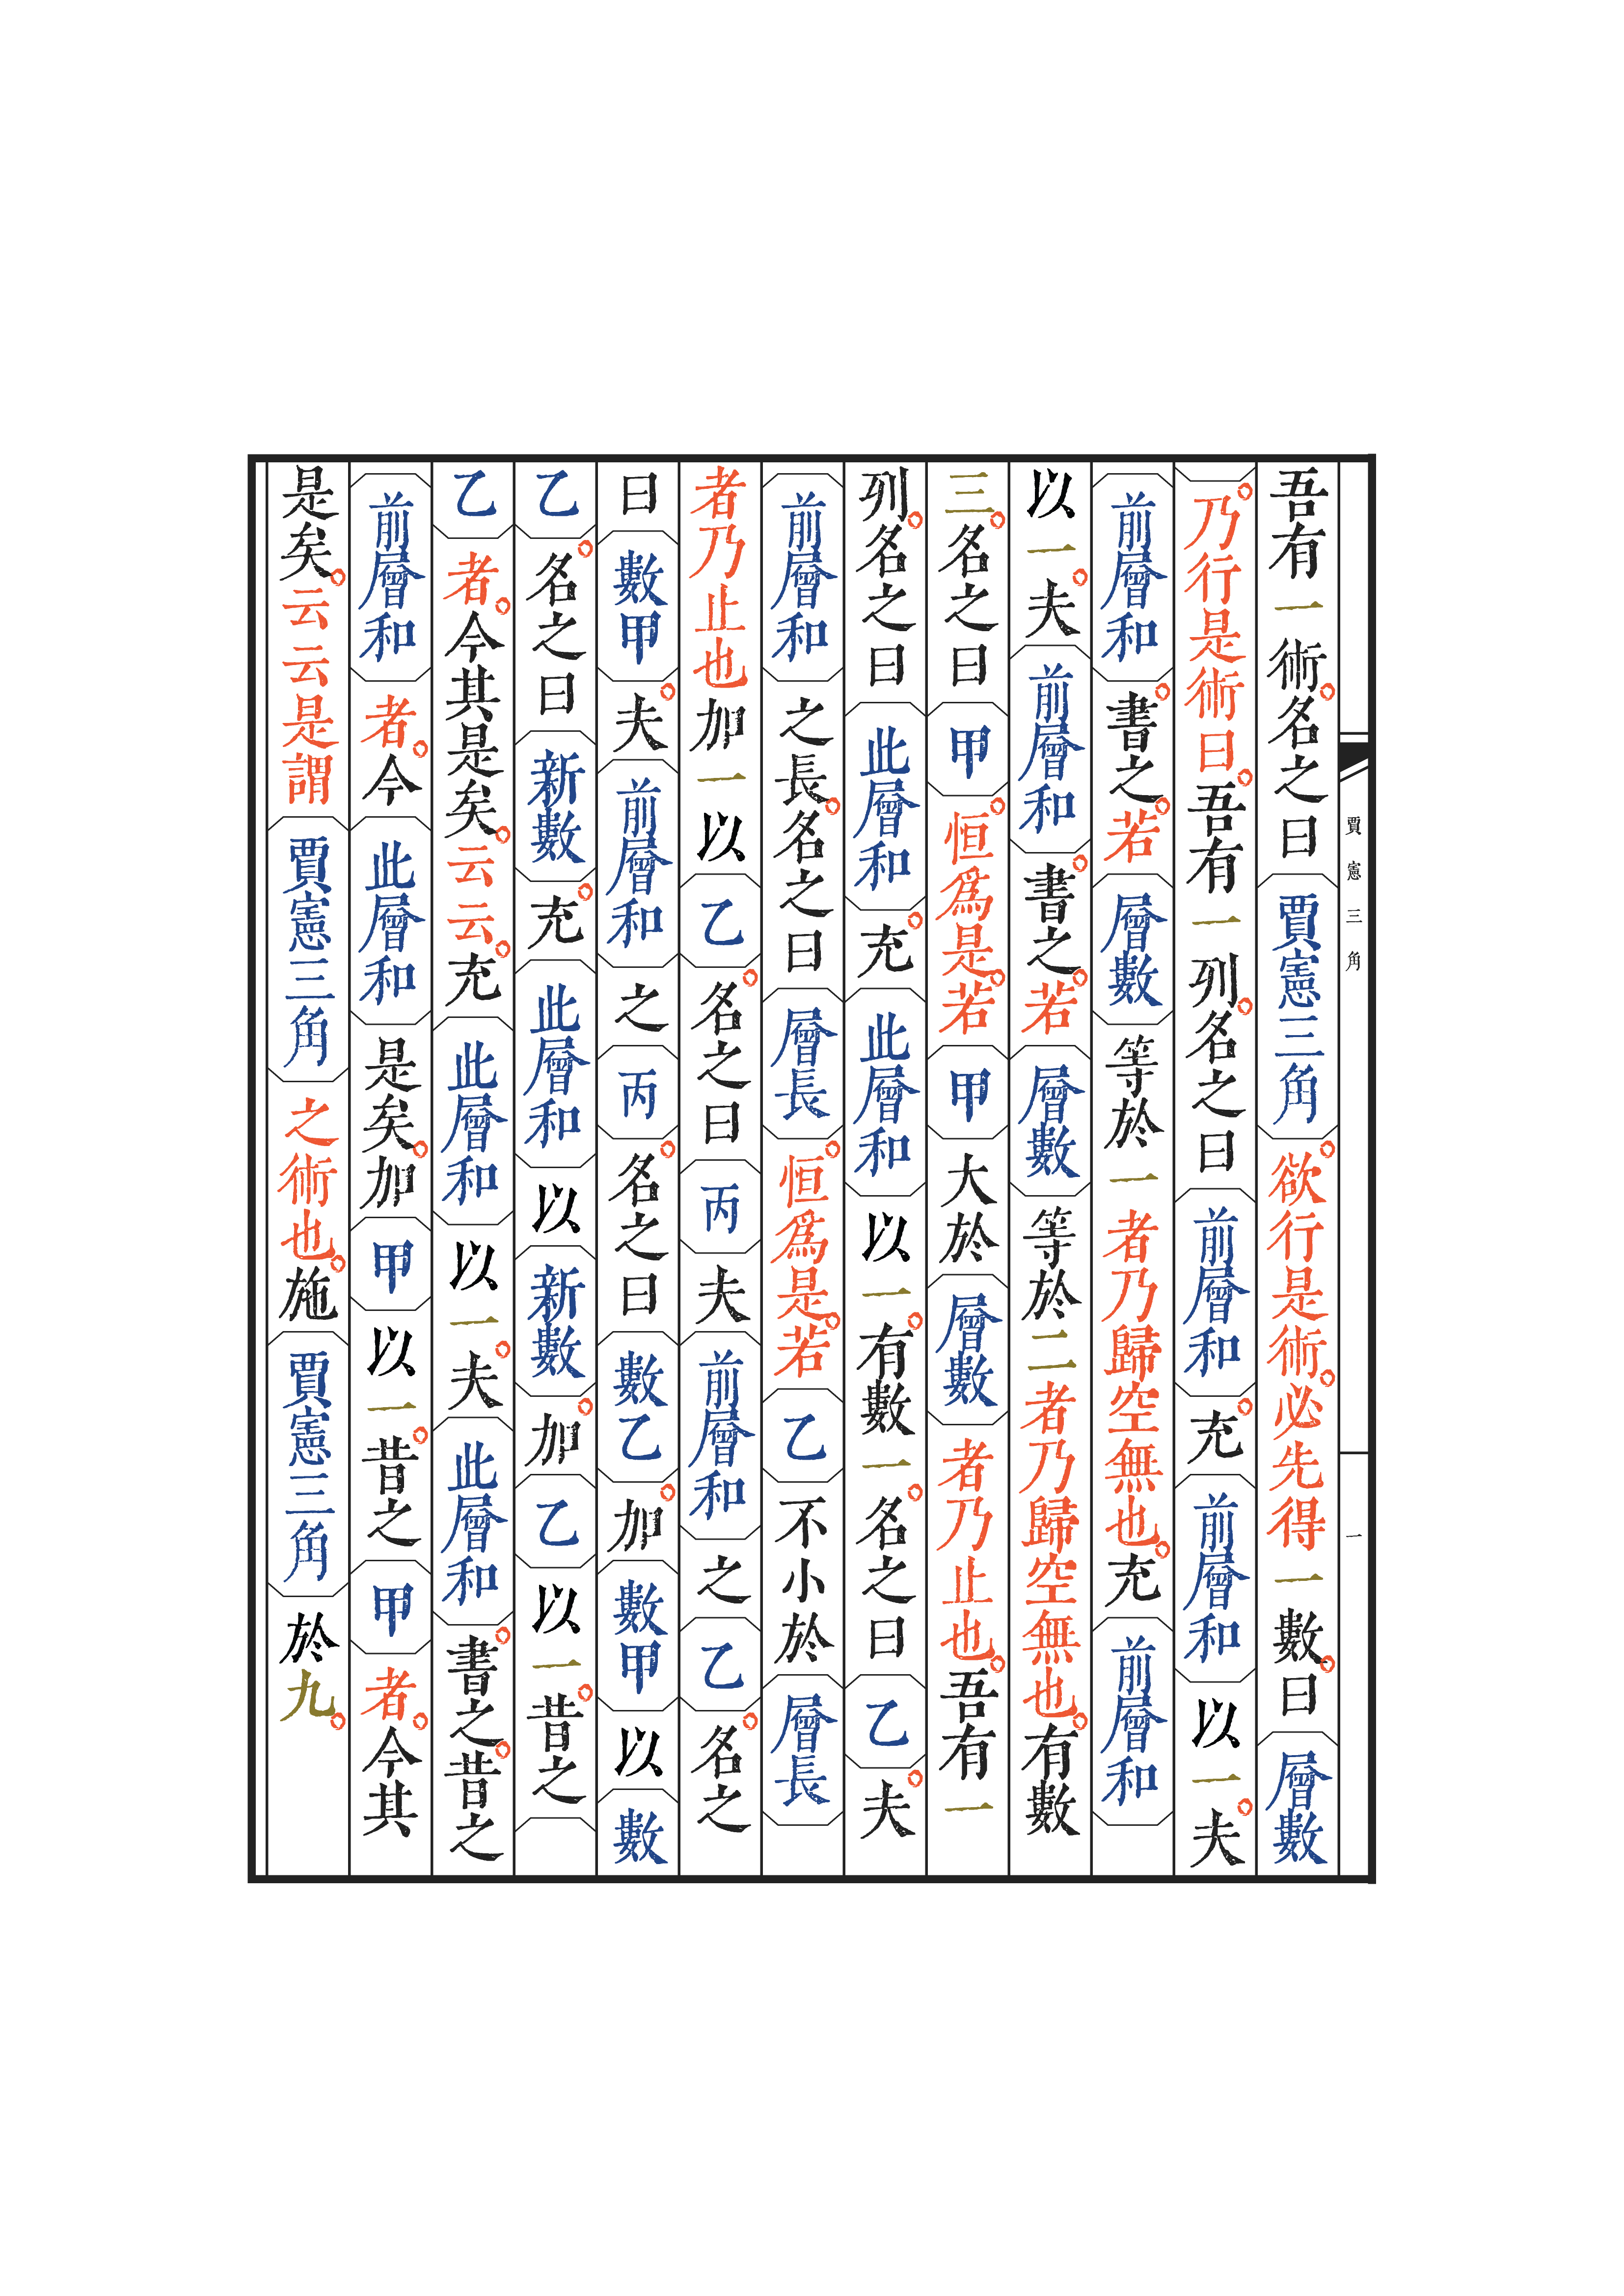 賈憲三角 一
吾有一術。名之曰賈憲三角。欲行是術。必先得一數。曰層數
。乃行是術曰。吾有一列。名之曰前層和。充前層和以一。夫
前層和。書之。若層數等於一者乃歸空無也。充前層和
以一。夫前層和。書之。若層數等於二者乃歸空無也。有數
三。名之曰甲。恒爲是。若甲大於層數者乃止也。吾有一
列。名之曰此層和。充此層和以一。有數一。名之曰乙。夫
前層和之長。名之曰層長。恒爲是。若乙不小於層長
者乃止也加一以乙。名之曰丙夫前層和之乙。名之
曰數甲。夫前層和之丙。名之曰數乙。加數甲以數
乙。名之曰新數。充此層和以新數。加乙以一。昔之
乙者。今其是矣。云云。充此層和以一。夫此層和。書之。昔之
前層和者。今此層和是矣。加甲以一。昔之甲者。今其
是矣。云云是謂賈憲三角之術也。施賈憲三角於九。